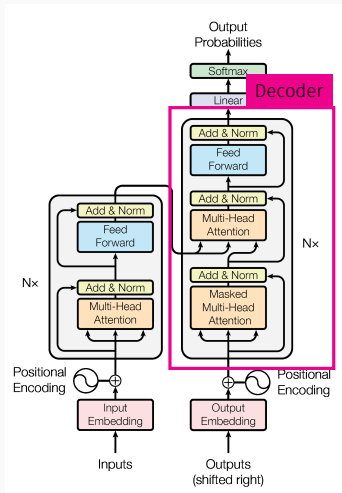 Output
Probabilities
Softmax
Decoder
Linear
Add & Norm
Feed
Forward
Add & Norm
Multi-Head
Attention
Nx
Add & Norm
Masked
Multi-Head
Attention
Add & Norm
Feed
Forward
Nx
Add & Norm
Multi-Head
Attention
Positional
Encoding
Positional
Encoding
Input
Embedding
Output
Embedding
Inputs
Outputs
(shifted right)